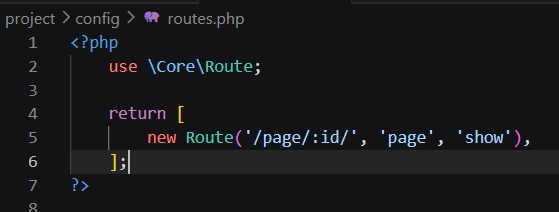 project > config > routes.php
1 <?php
2 use \Core\Route;
3
4 return [
5 new Route('/page/:id/', 'page', 'show'),
6 ];
7 ?>
8